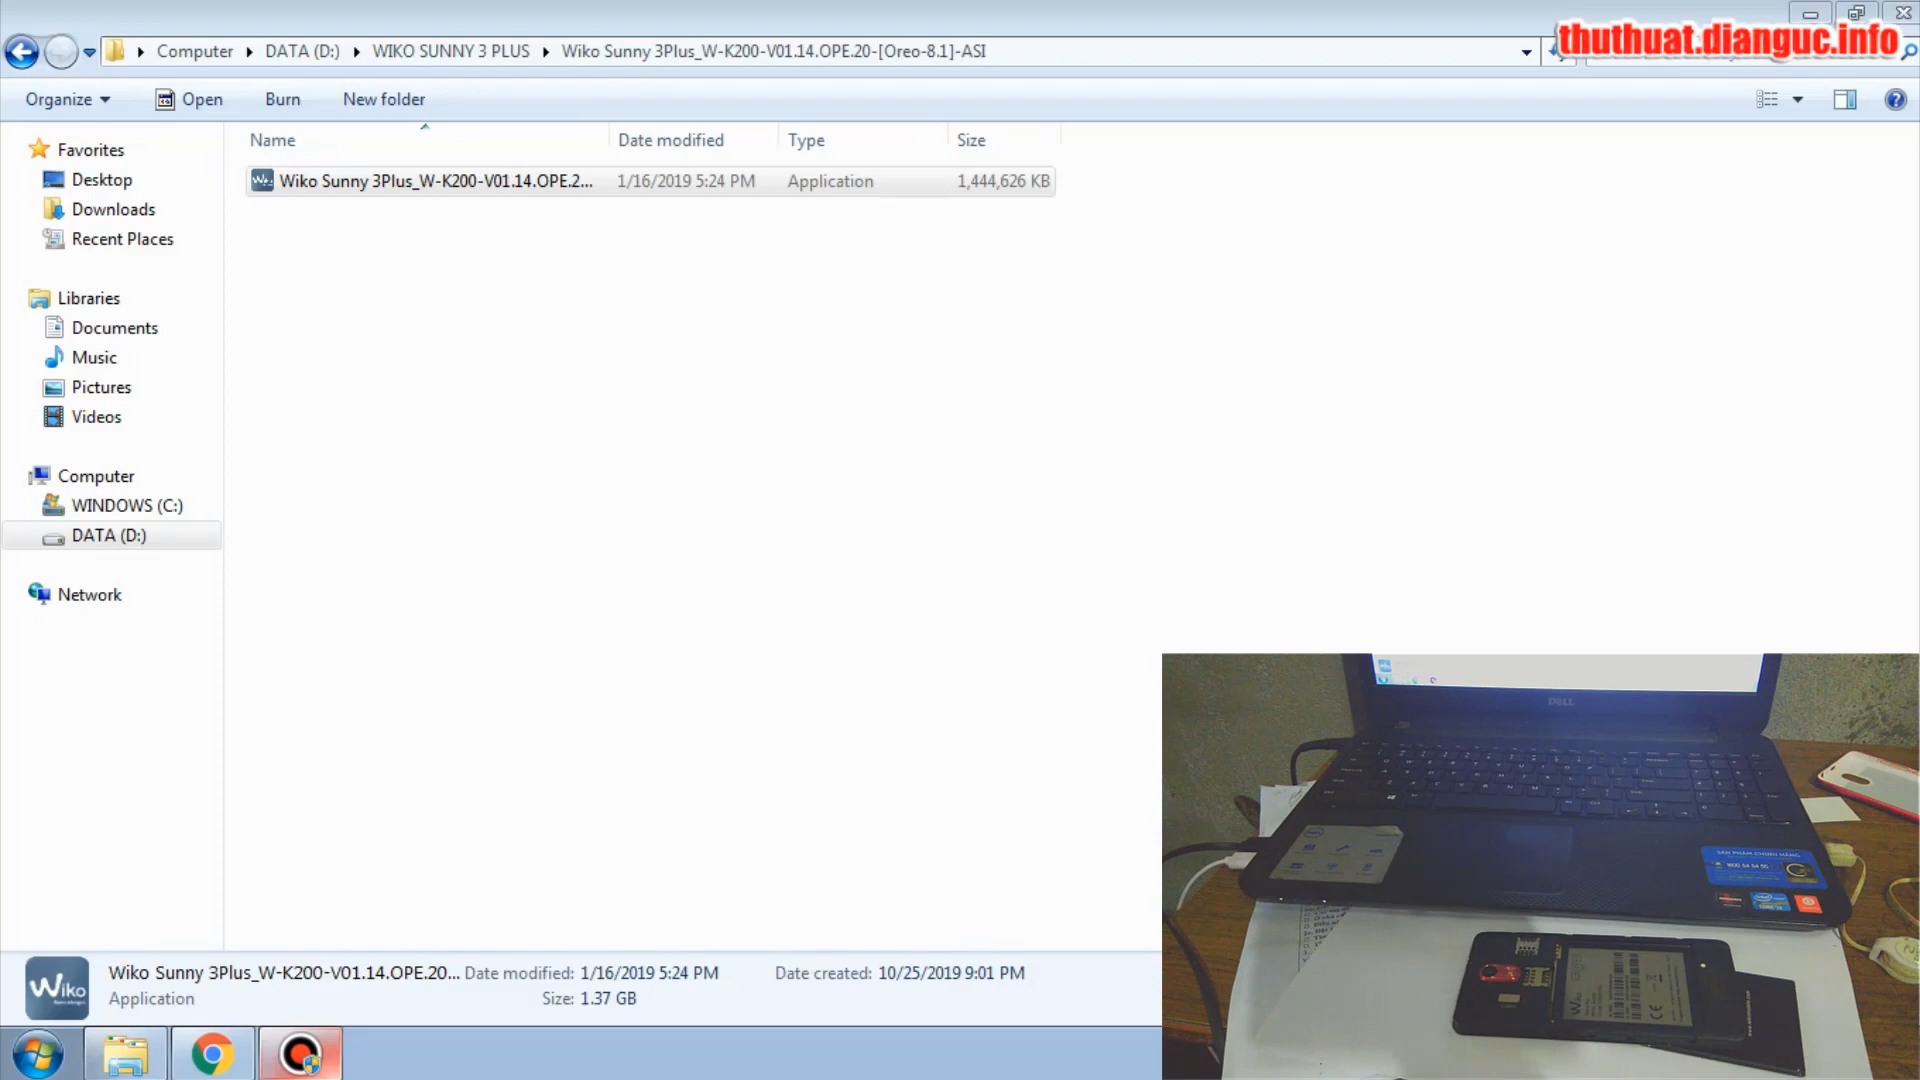 thuthuat.dianguc.info
Computer DATA (D:) WIKO SUNNY 3 PLUS Wiko Sunny 3Plus_W-K200-V01.14.OPE.20-[Oreo-8.1]-ASI
Organize Open Burn New folder
Name Date modified Type Size
Wiko Sunny 3Plus_W-K200-V01.14.OPE.2... 1/16/2019 5:24 PM Application 1,444,626 KB
Favorites
Desktop
Downloads
Recent Places
Libraries
Documents
Music
Pictures
Videos
Computer
WINDOWS (C:)
DATA (D:)
Network
DELL
SẢN PHẨM CHÍNH HÃNG
Wiko
Wiko
Wiko Sunny 3Plus_W-K200-V01.14.OPE.20... Date modified: 1/16/2019 5:24 PM Date created: 10/25/2019 9:01 PM
Application Size: 1.37 GB